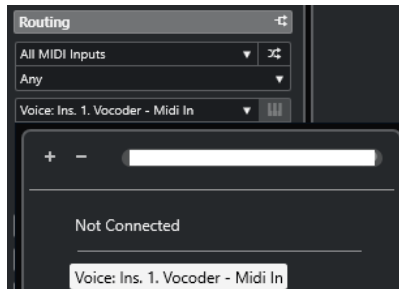 Routing
All MIDI Inputs
Any
Voice: Ins. 1. Vocoder - Midi In
+ −
Not Connected
Voice: Ins. 1. Vocoder - Midi In